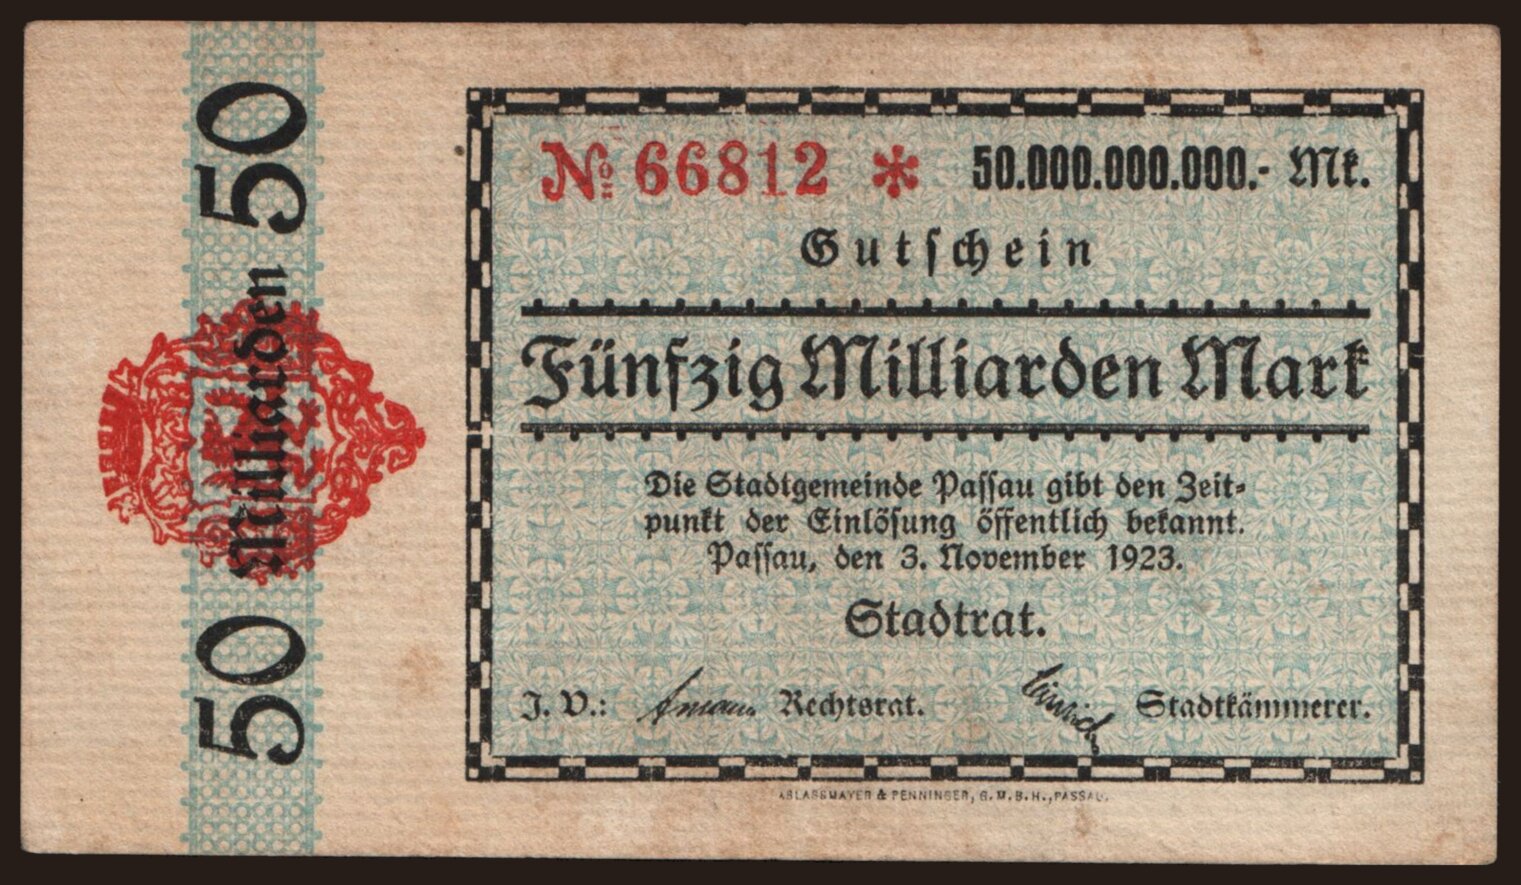 50 Milliarden 50
№ 66812 * 50.000.000.000.- Mk.
Gutschein
Fünfzig Milliarden Mark
Die Stadtgemeinde Passau gibt den Zeit-
punkt der Einlösung öffentlich bekannt.
Passau, den 3. November 1923.
Stadtrat.
J. V.: Rechtsrat. Stadtkämmerer.
ABLASSMAYER & PENNINGER, G.M.B.H., PASSAU.